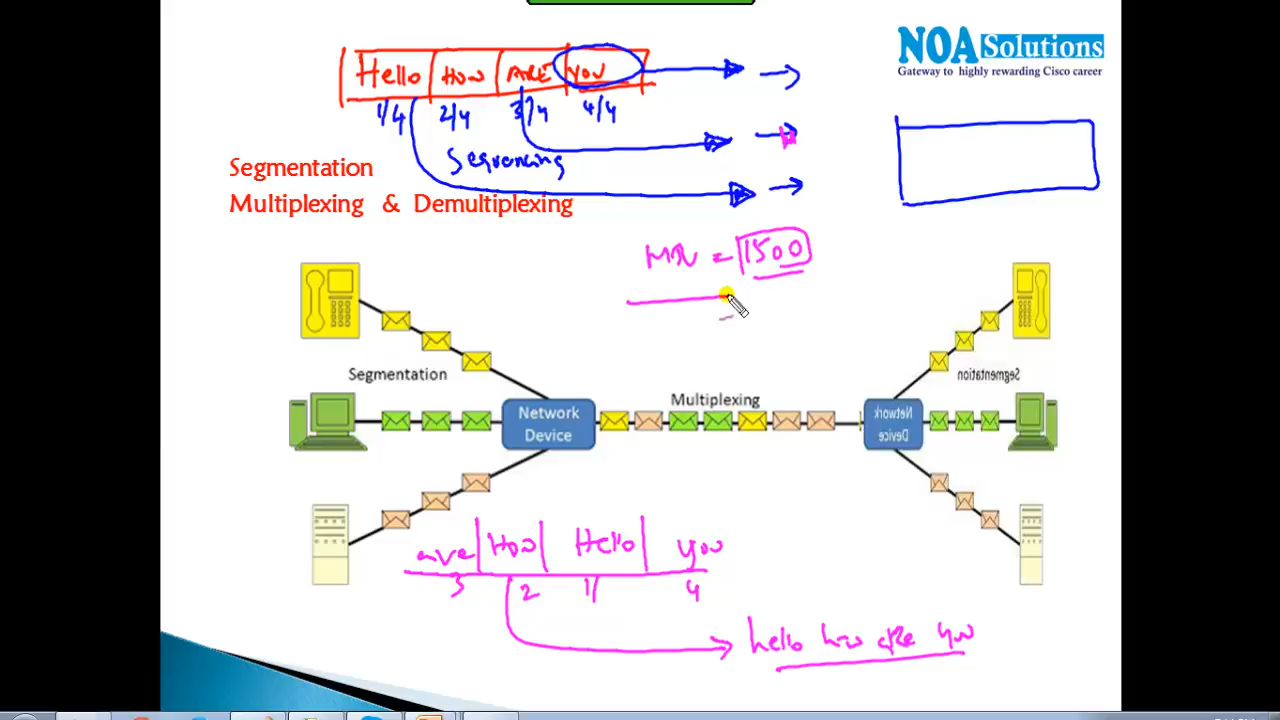 NOA Solutions
Gateway to highly rewarding Cisco career
Hello How ARE you
1/4 2/4 3/4 4/4
Sequencing
Segmentation
Multiplexing & Demultiplexing
= 1500
Segmentation
Multiplexing
Segmentation
Network
Device
Network
Device
are How Hello you
3 2 1 4
hello how are you